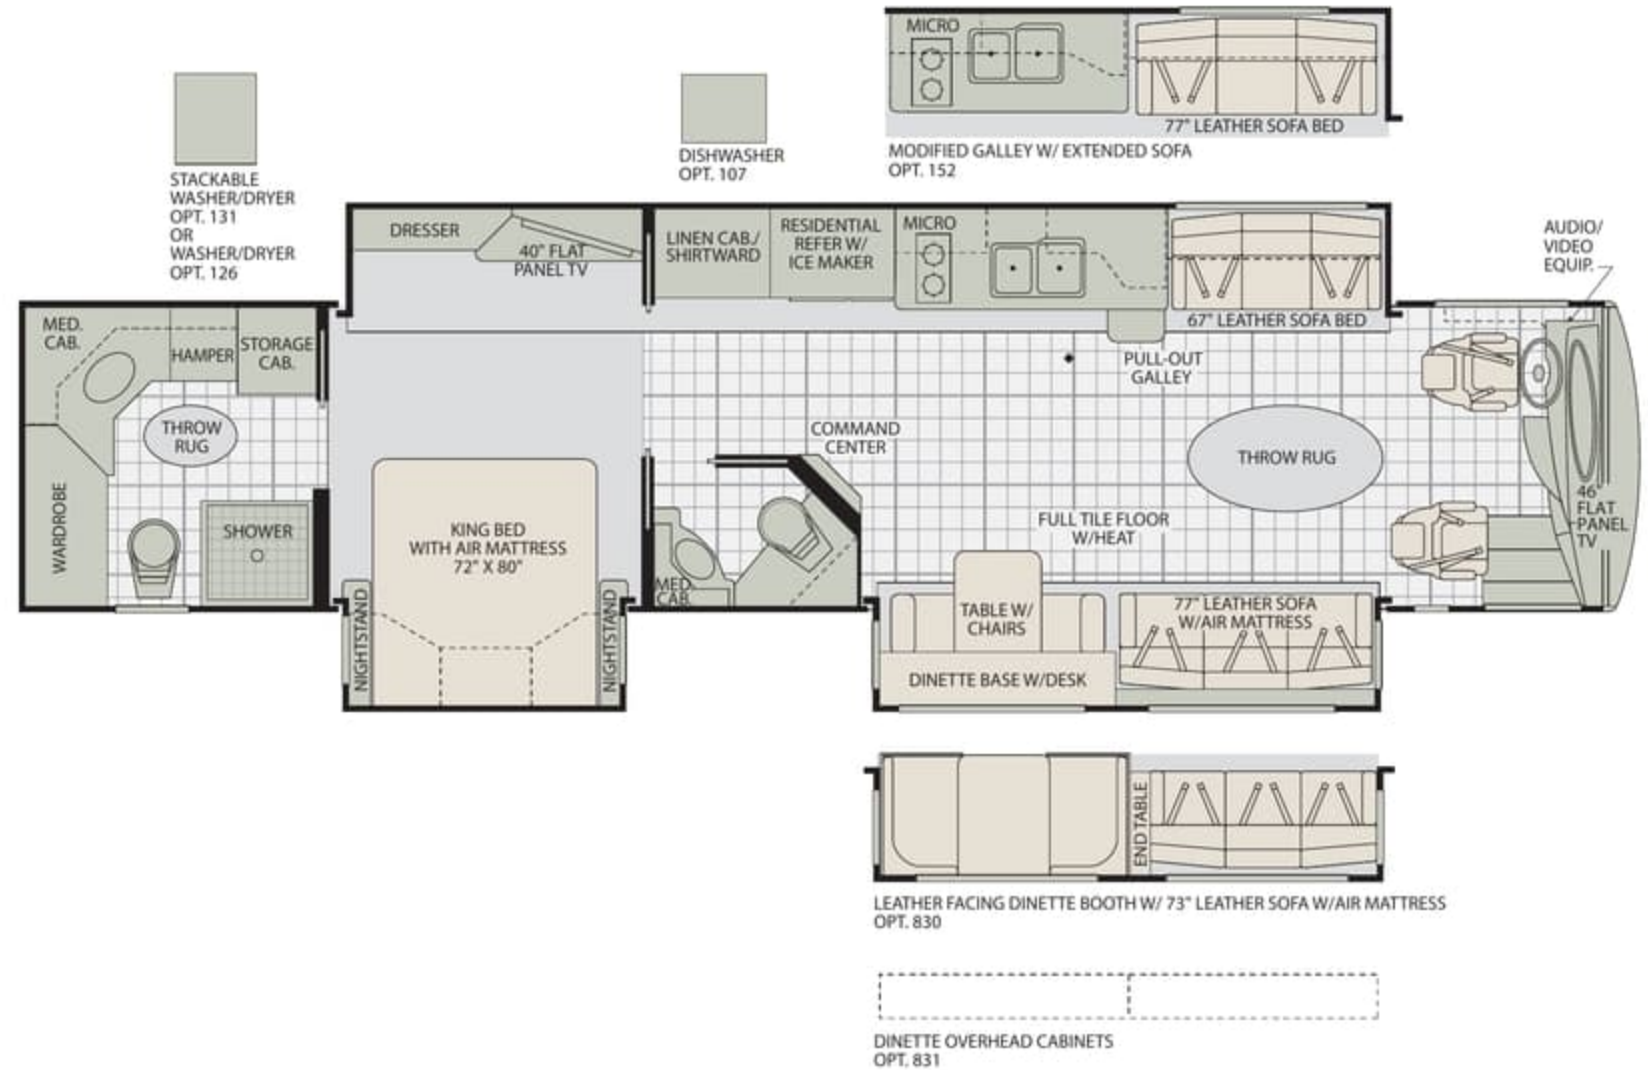 MICRO
77" LEATHER SOFA BED
MODIFIED GALLEY W/ EXTENDED SOFA
OPT. 152
DISHWASHER
OPT. 107
STACKABLE
WASHER/DRYER
OPT. 131
OR
WASHER/DRYER
OPT. 126
DRESSER
40" FLAT
PANEL TV
LINEN CAB./
SHIRTWARD
RESIDENTIAL
REFER W/
ICE MAKER
MICRO
67" LEATHER SOFA BED
AUDIO/
VIDEO
EQUIP.
MED.
CAB.
HAMPER
STORAGE
CAB.
THROW
RUG
WARDROBE
SHOWER
PULL-OUT
GALLEY
COMMAND
CENTER
THROW RUG
KING BED
WITH AIR MATTRESS
72" X 80"
NIGHTSTAND
NIGHTSTAND
MED.
CAB.
FULL TILE FLOOR
W/HEAT
46"
FLAT
PANEL
TV
TABLE W/
CHAIRS
77" LEATHER SOFA
W/AIR MATTRESS
DINETTE BASE W/DESK
END TABLE
LEATHER FACING DINETTE BOOTH W/ 73" LEATHER SOFA W/AIR MATTRESS
OPT. 830
DINETTE OVERHEAD CABINETS
OPT. 831